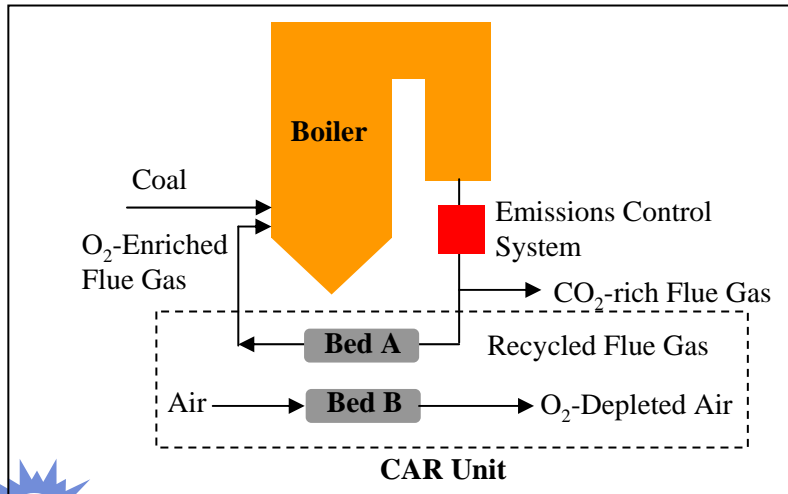 Boiler
Coal
O₂-Enriched
Flue Gas
Emissions Control
System
CO₂-rich Flue Gas
Bed A
Recycled Flue Gas
Air
Bed B
O₂-Depleted Air
CAR Unit